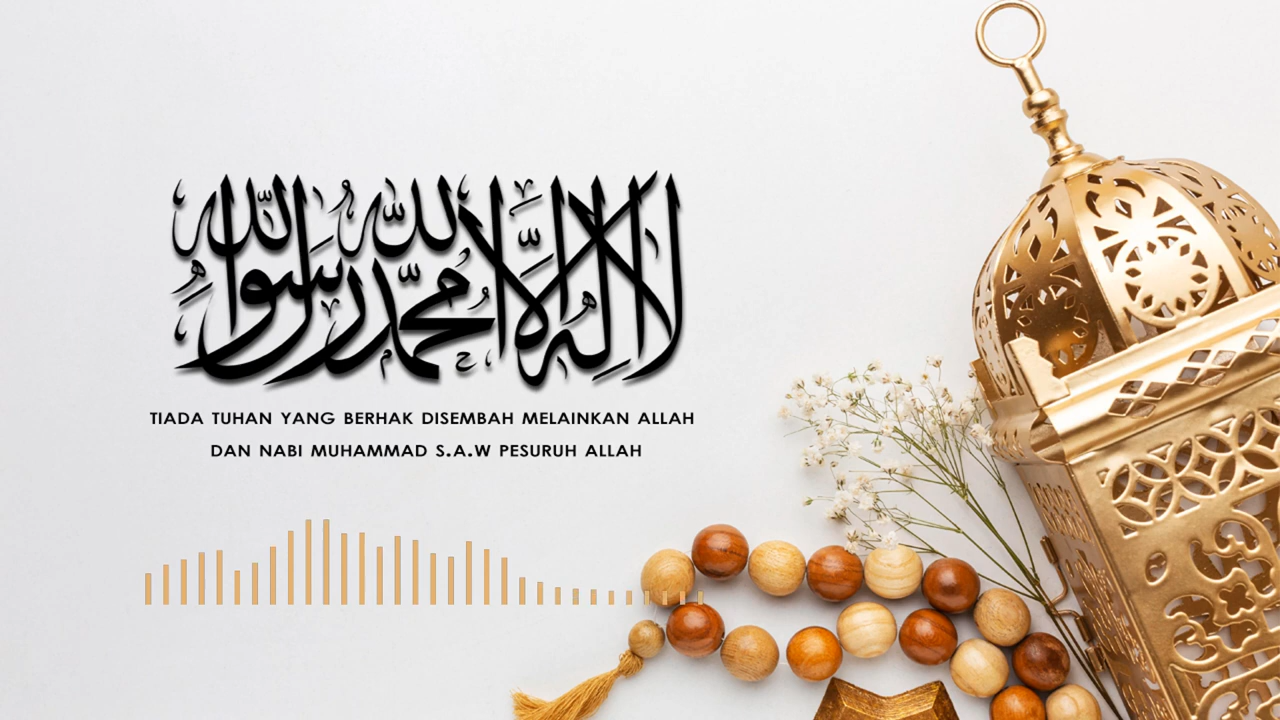 لا إله إلا الله محمد رسول الله
TIADA TUHAN YANG BERHAK DISEMBAH MELAINKAN ALLAH
DAN NABI MUHAMMAD S.A.W PESURUH ALLAH